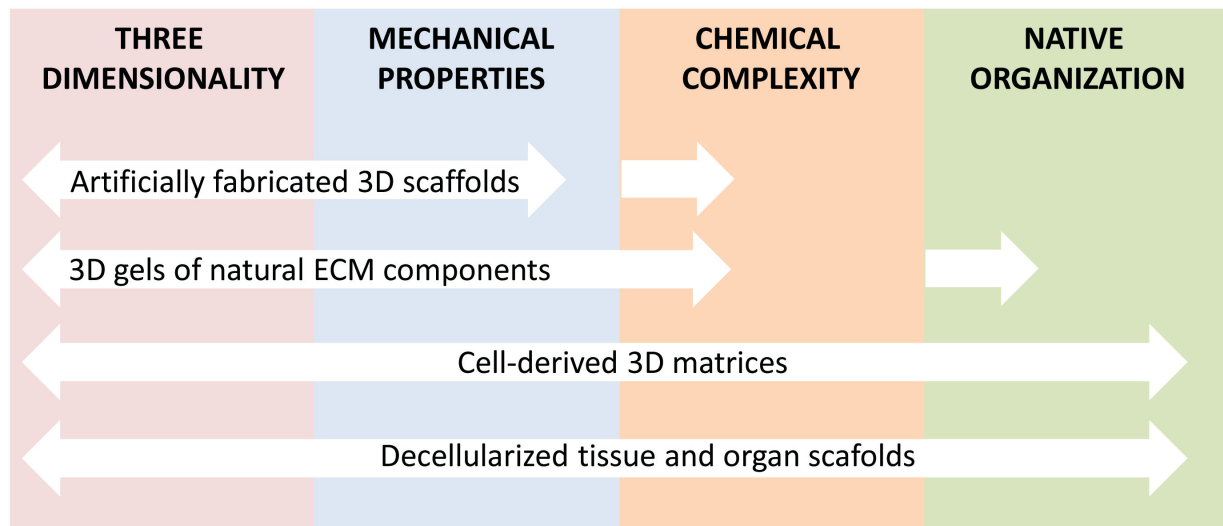 THREE
DIMENSIONALITY
MECHANICAL
PROPERTIES
CHEMICAL
COMPLEXITY
NATIVE
ORGANIZATION
Artificially fabricated 3D scaffolds
3D gels of natural ECM components
Cell-derived 3D matrices
Decellularized tissue and organ scafolds